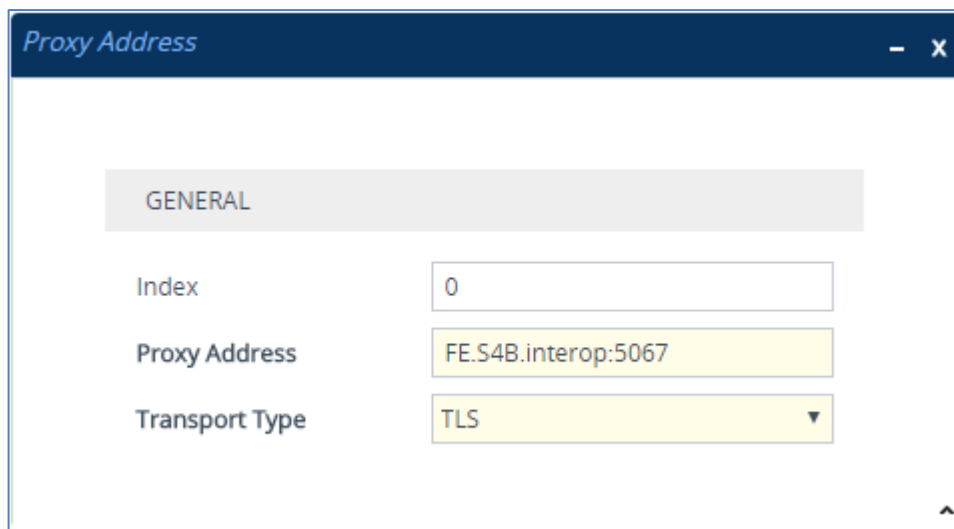 Proxy Address
– x
GENERAL
Index 0
Proxy Address FE.S4B.interop:5067
Transport Type TLS